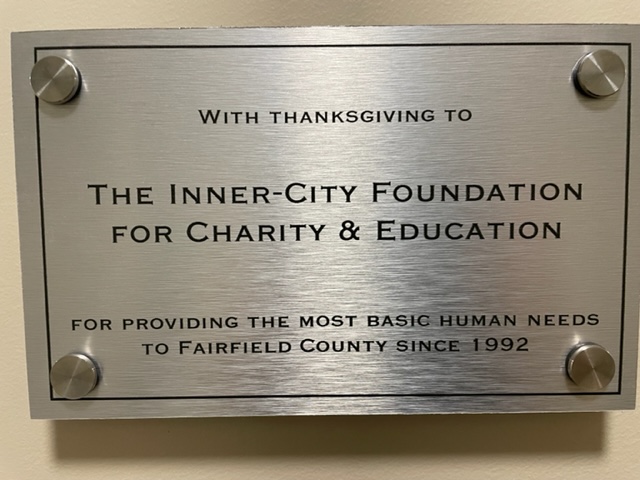 With thanksgiving to
The Inner-City Foundation
for Charity & Education
for providing the most basic human needs
to Fairfield County since 1992